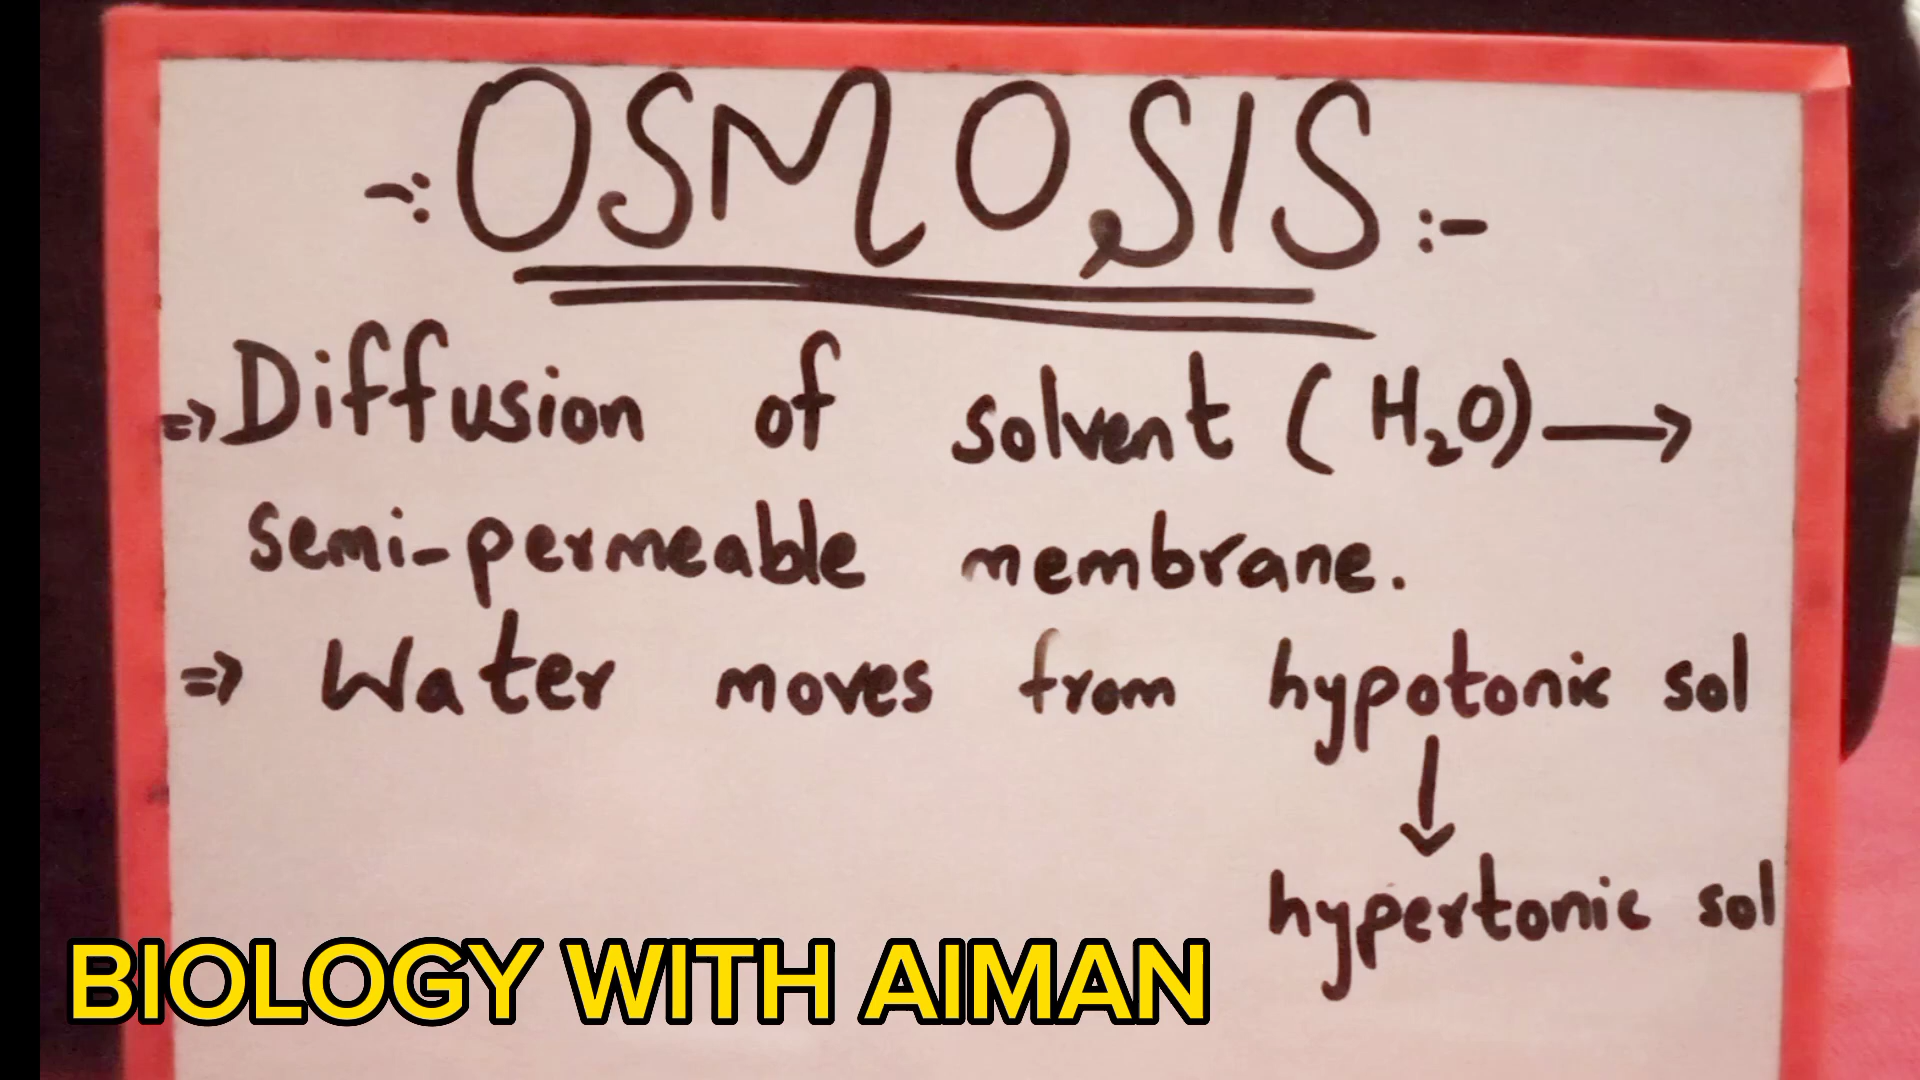 -: OSMOSIS :-
=> Diffusion of solvent (H₂O) →
semi-permeable membrane.
=> Water moves from hypotonic sol
↓
hypertonic sol
BIOLOGY WITH AIMAN